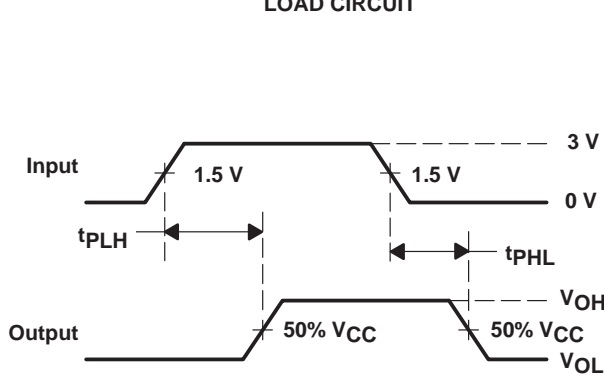 LOAD CIRCUIT
3 V
Input
1.5 V
1.5 V
0 V
tPLH
tPHL
VOH
Output
50% VCC
50% VCC
VOL